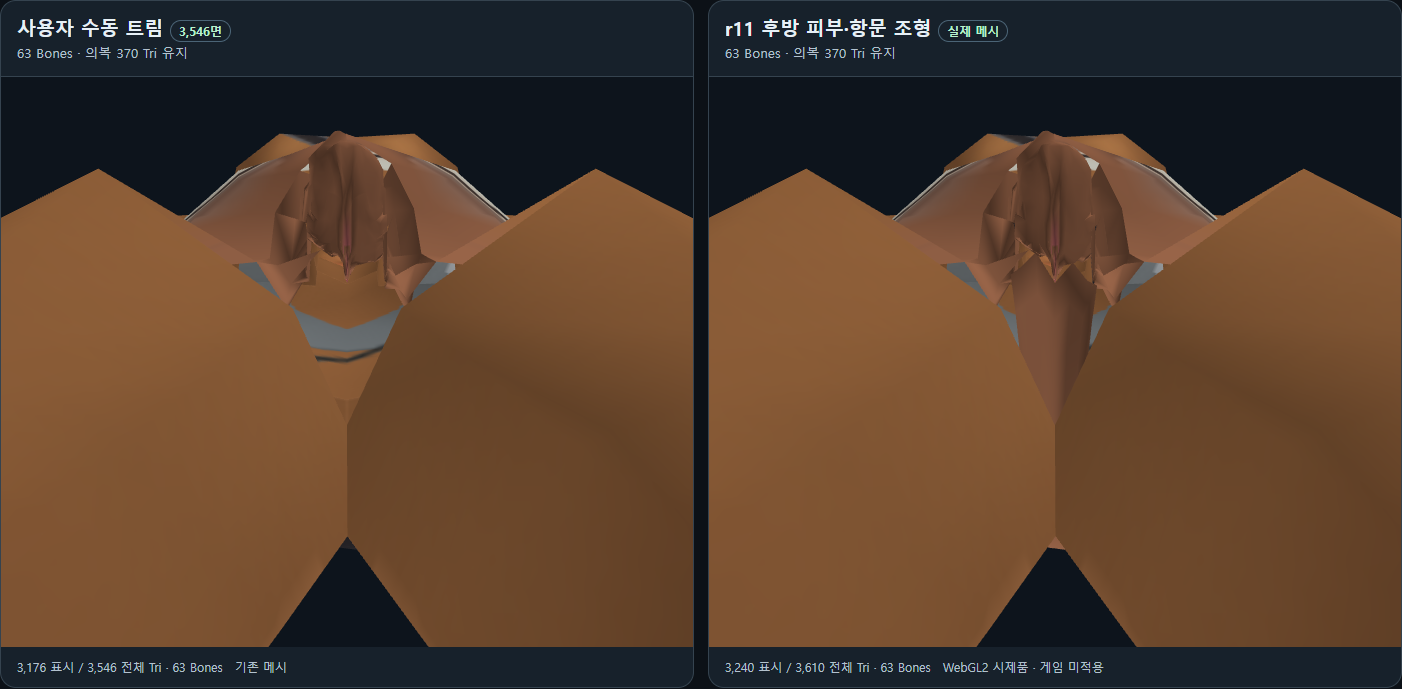 사용자 수동 트림 3,546면
63 Bones · 의복 370 Tri 유지
3,176 표시 / 3,546 전체 Tri · 63 Bones 기존 메시
r11 후방 피부·항문 조형 실제 메시
63 Bones · 의복 370 Tri 유지
3,240 표시 / 3,610 전체 Tri · 63 Bones WebGL2 시제품 · 게임 미적용